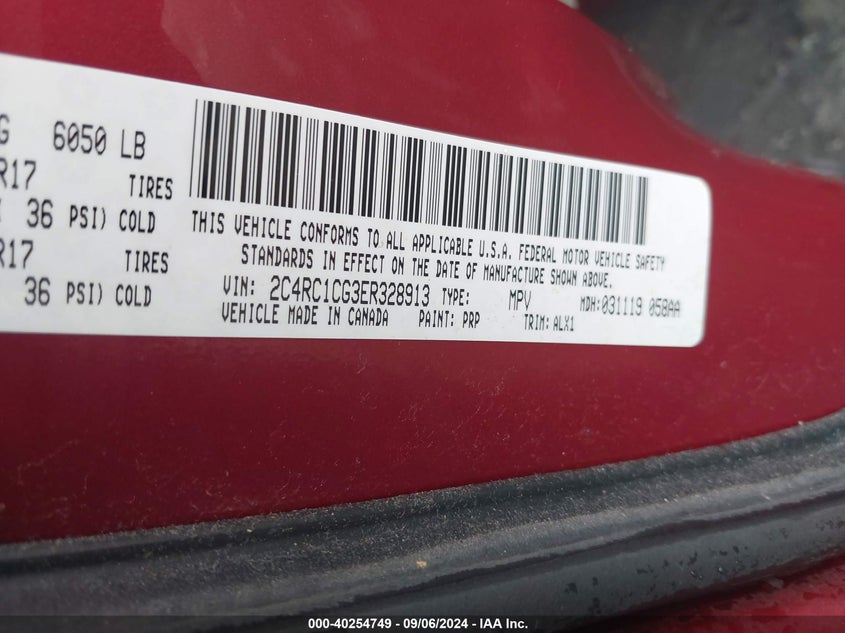 G 6050 LB
R17 TIRES
36 PSI) COLD
R17 TIRES
36 PSI) COLD
THIS VEHICLE CONFORMS TO ALL APPLICABLE U.S.A. FEDERAL MOTOR VEHICLE SAFETY
STANDARDS IN EFFECT ON THE DATE OF MANUFACTURE SHOWN ABOVE.
VIN: 2C4RC1CG3ER328913 TYPE: MPV MDH:031119 058AA
VEHICLE MADE IN CANADA PAINT: PRP TRIM: ALX1
000-40254749 - 09/06/2024 - IAA Inc.